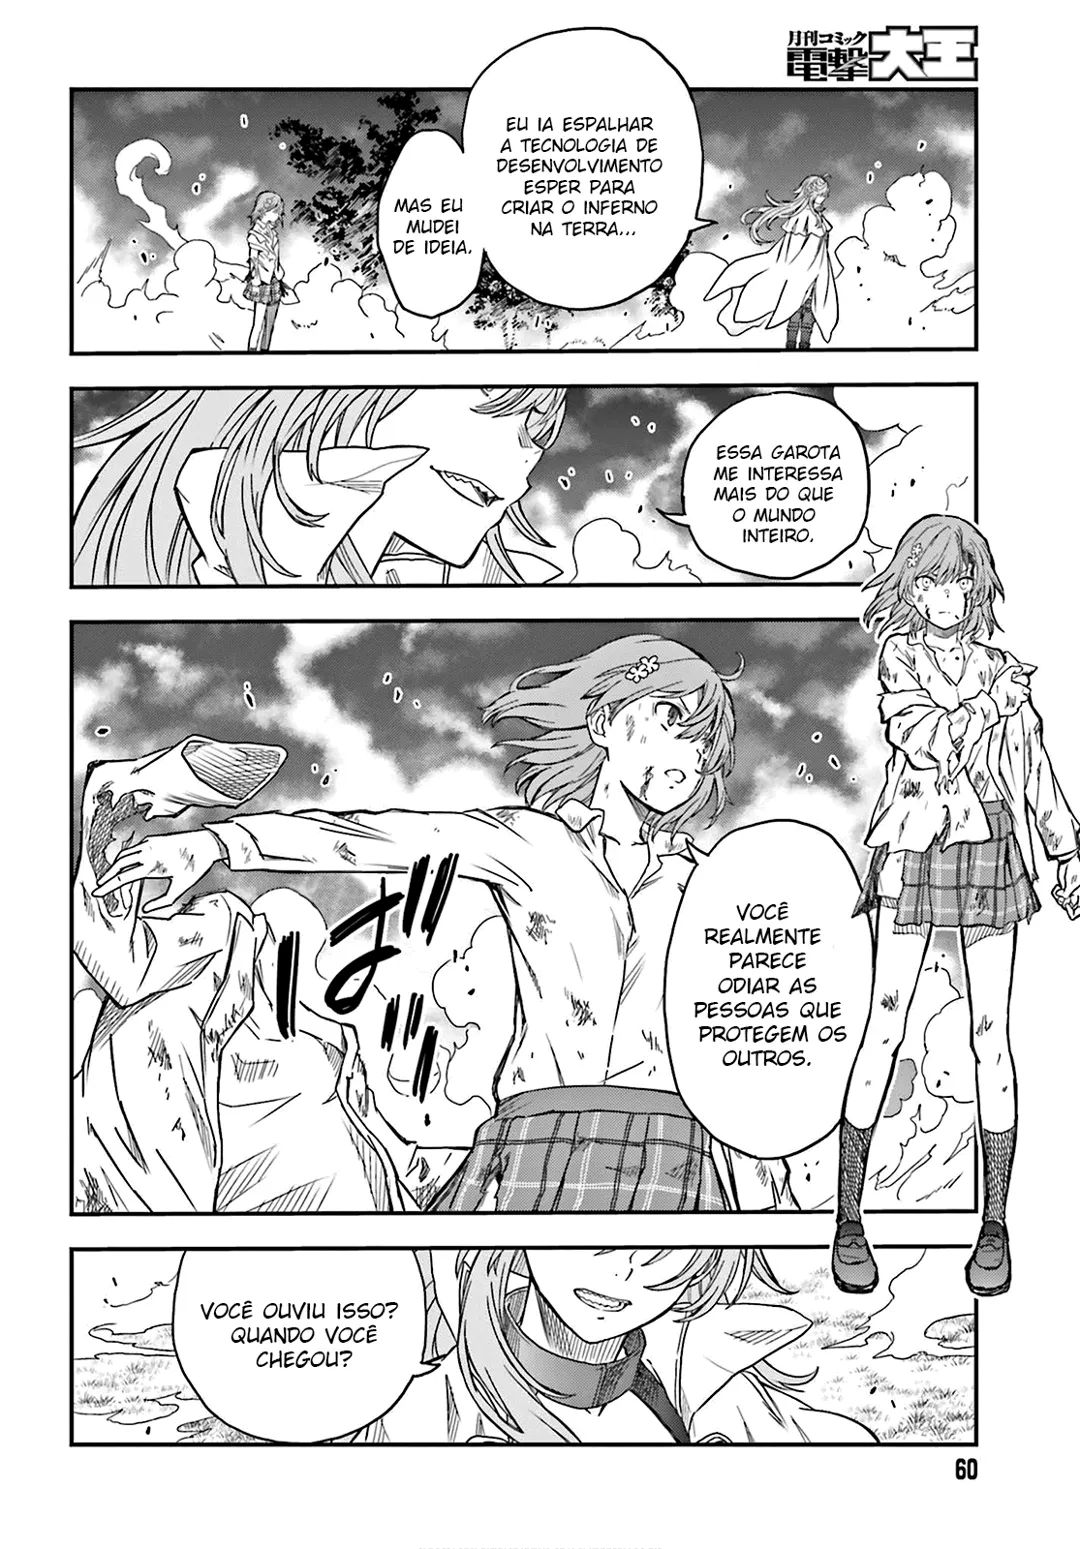 月刊コミック
電撃大王
EU IA ESPALHAR
A TECNOLOGIA DE
DESENVOLVIMENTO
ESPER PARA
CRIAR O INFERNO
NA TERRA...
MAS EU
MUDEI
DE IDEIA.
ESSA GAROTA
ME INTERESSA
MAIS DO QUE
O MUNDO
INTEIRO.
VOCÊ
REALMENTE
PARECE
ODIAR AS
PESSOAS QUE
PROTEGEM OS
OUTROS.
VOCÊ OUVIU ISSO?
QUANDO VOCÊ
CHEGOU?
60